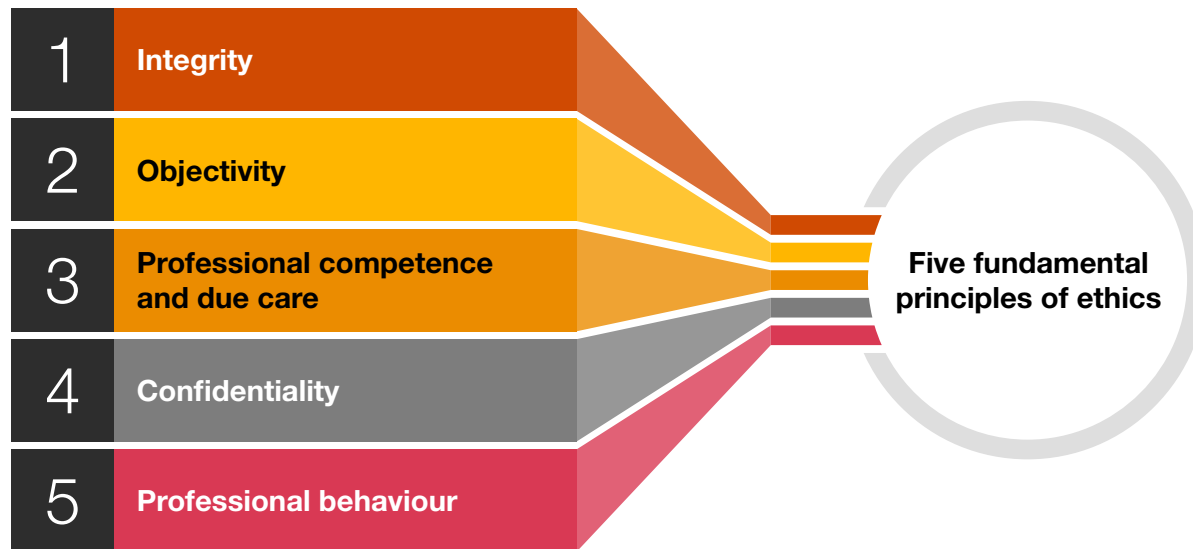 1
Integrity
2
Objectivity
3
Professional competence
and due care
4
Confidentiality
5
Professional behaviour
Five fundamental
principles of ethics